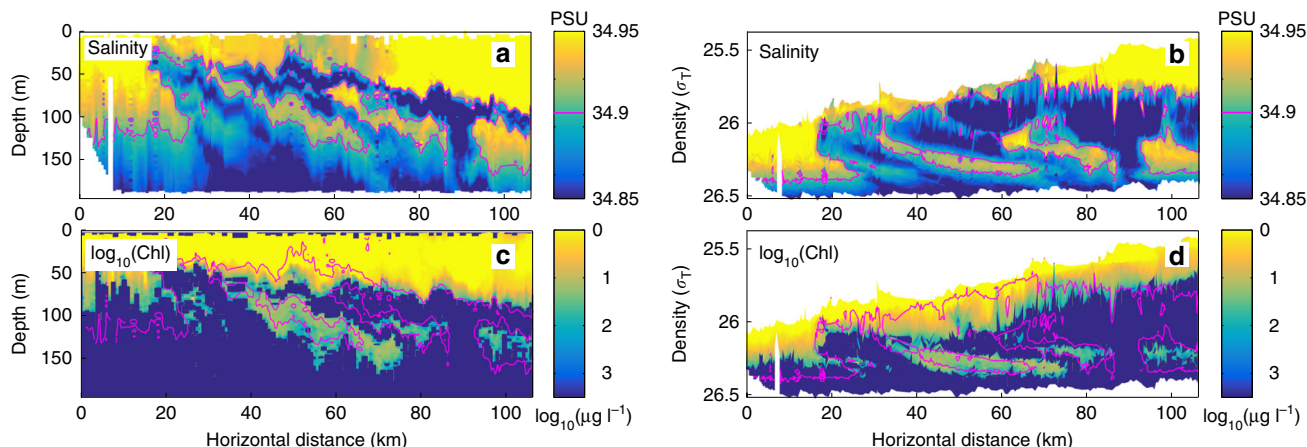 PSU
PSU
0
50
100
150
Depth (m)
Salinity
a
0
20
40
60
80
100
34.95
34.90
34.85
25.5
26
26.5
Density (σT)
Salinity
b
0
20
40
60
80
100
34.95
34.90
34.85
0
50
100
150
Depth (m)
log10(Chl)
c
0
20
40
60
80
100
Horizontal distance (km)
0
1
2
3
log10(μg l−1)
25.5
26
26.5
Density (σT)
log10(Chl)
d
0
20
40
60
80
100
Horizontal distance (km)
0
1
2
3
log10(μg l−1)